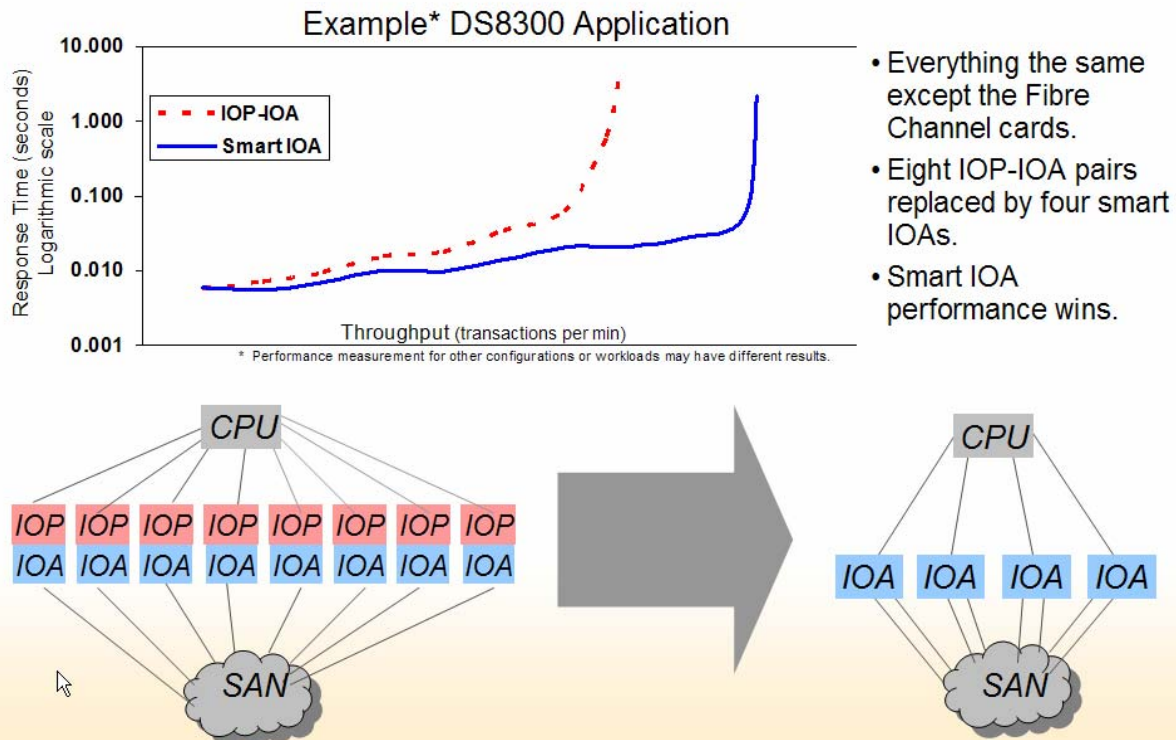 Example* DS8300 Application
Response Time (seconds)
Logarithmic scale
10.000
1.000
0.100
0.010
0.001
IOP-IOA
Smart IOA
Throughput (transactions per min)
* Performance measurement for other configurations or workloads may have different results.
• Everything the same
except the Fibre
Channel cards.
• Eight IOP-IOA pairs
replaced by four smart
IOAs.
• Smart IOA
performance wins.
CPU
IOP IOP IOP IOP IOP IOP IOP IOP
IOA IOA IOA IOA IOA IOA IOA IOA
SAN
CPU
IOA IOA IOA IOA
SAN